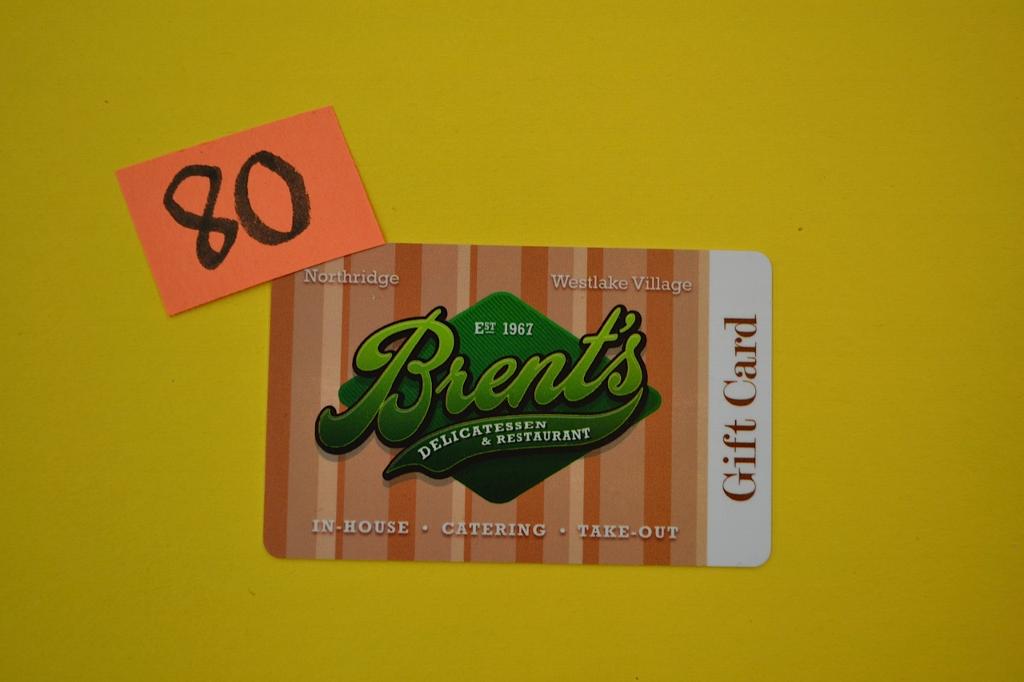 80
Northridge
Westlake Village
EST 1967
Brent's
DELICATESSEN
& RESTAURANT
IN-HOUSE • CATERING • TAKE-OUT
Gift Card